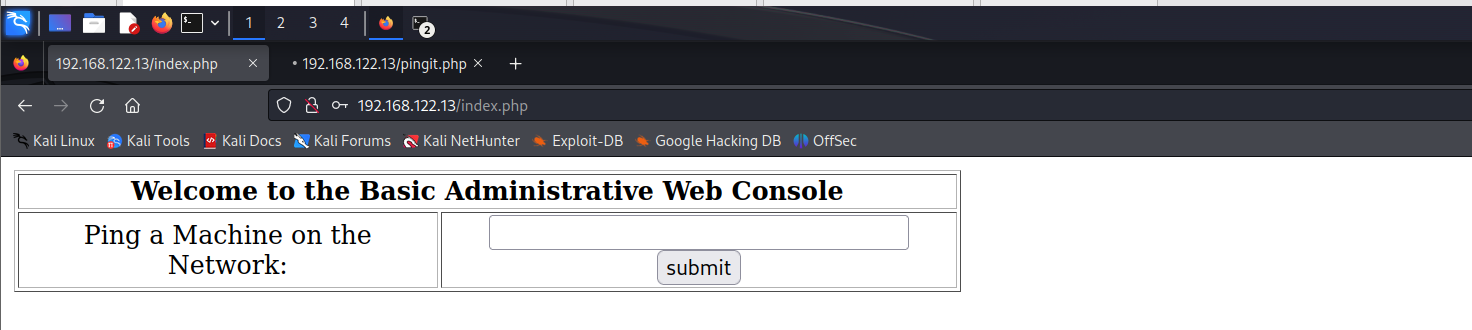 1 2 3 4 2
192.168.122.13/index.php 192.168.122.13/pingit.php
192.168.122.13/index.php
Kali Linux Kali Tools Kali Docs Kali Forums Kali NetHunter Exploit-DB Google Hacking DB OffSec
Welcome to the Basic Administrative Web Console
Ping a Machine on the
Network:
submit